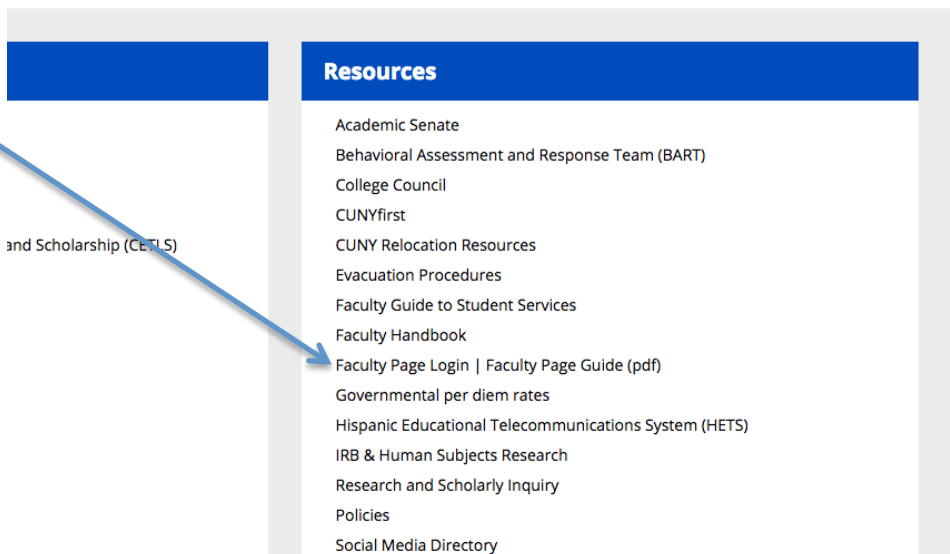 Resources
Academic Senate
Behavioral Assessment and Response Team (BART)
College Council
CUNYfirst
and Scholarship (CETLS)
CUNY Relocation Resources
Evacuation Procedures
Faculty Guide to Student Services
Faculty Handbook
Faculty Page Login | Faculty Page Guide (pdf)
Governmental per diem rates
Hispanic Educational Telecommunications System (HETS)
IRB & Human Subjects Research
Research and Scholarly Inquiry
Policies
Social Media Directory